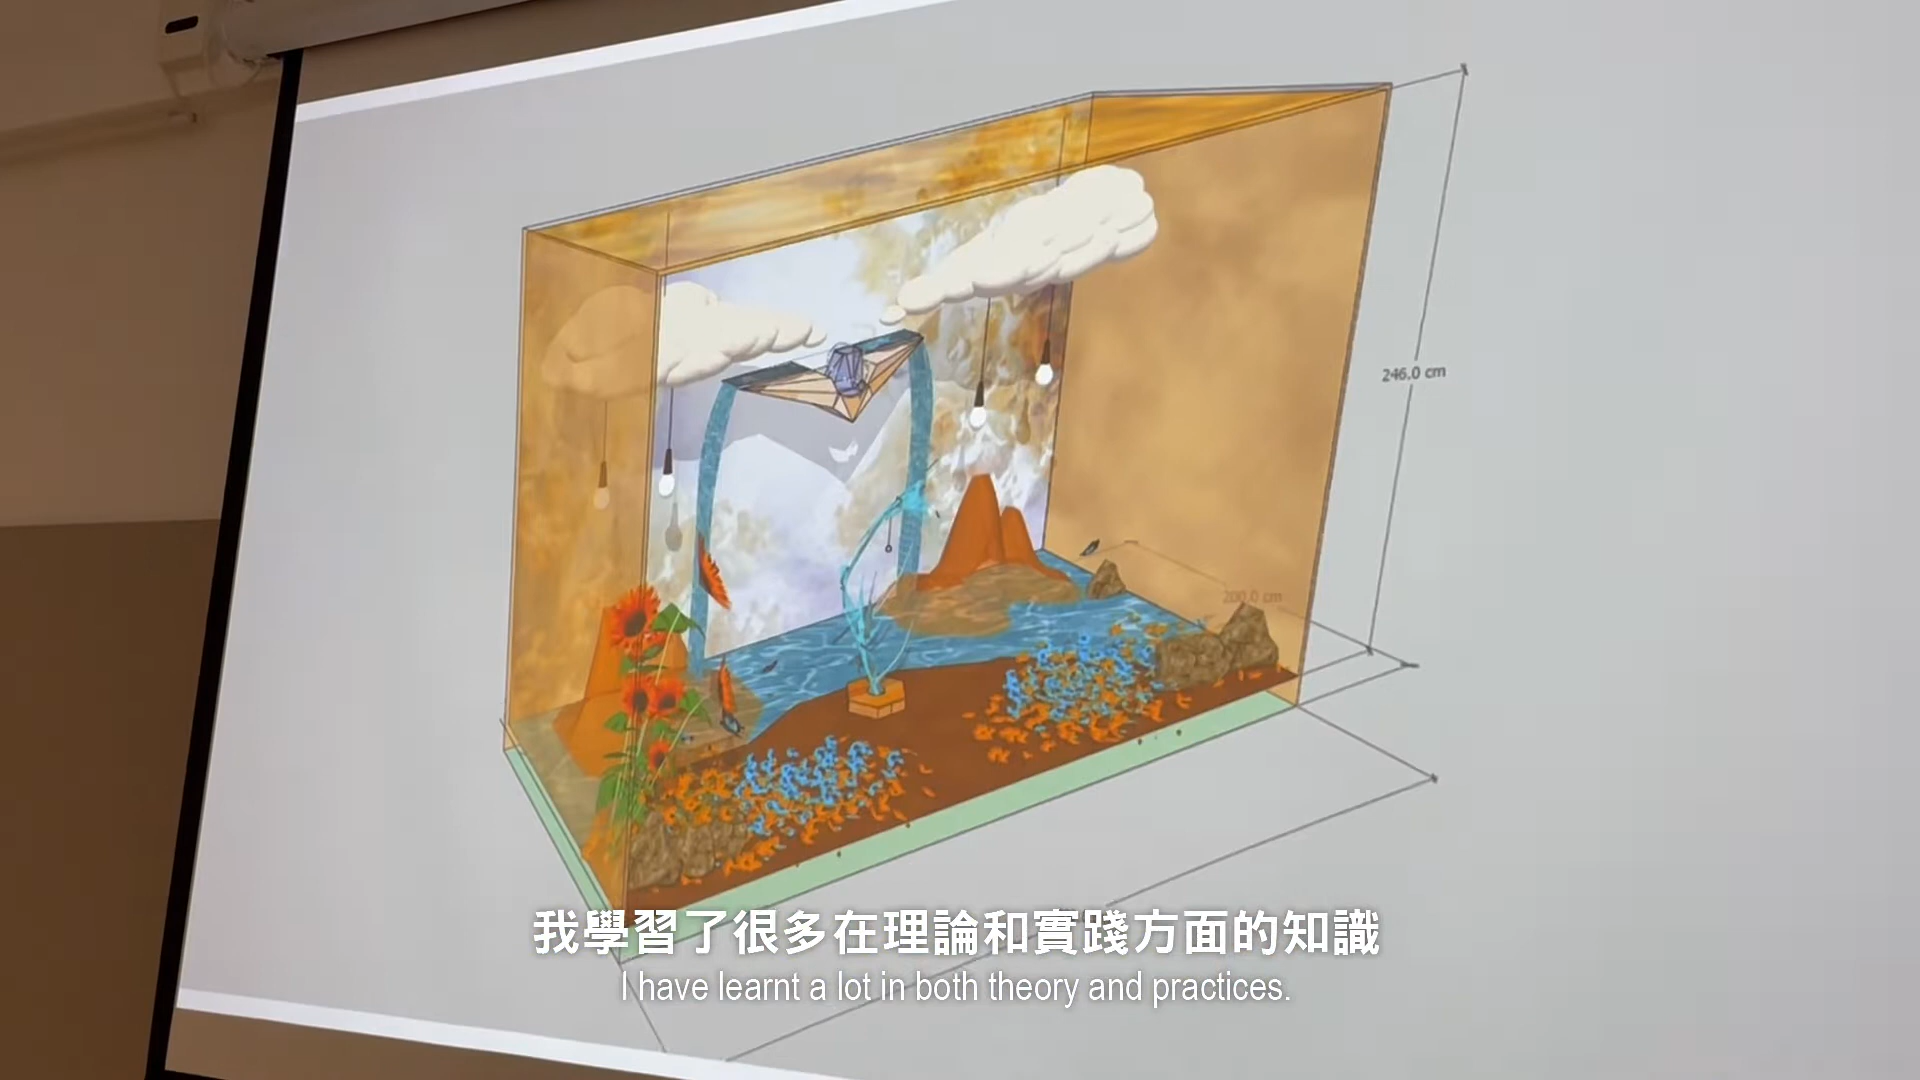 246.0 cm
200.0 cm
我學習了很多在理論和實踐方面的知識
I have learnt a lot in both theory and practices.